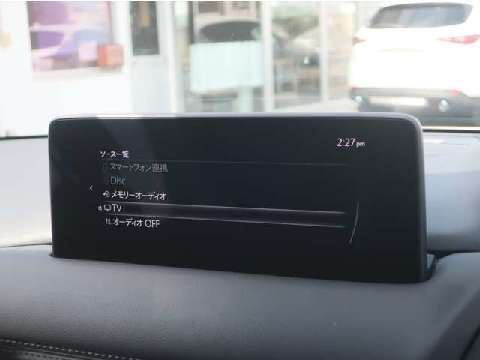 2:27 pm
ソース一覧
スマートフォン連携
Disc
メモリーオーディオ
TV
オーディオ OFF